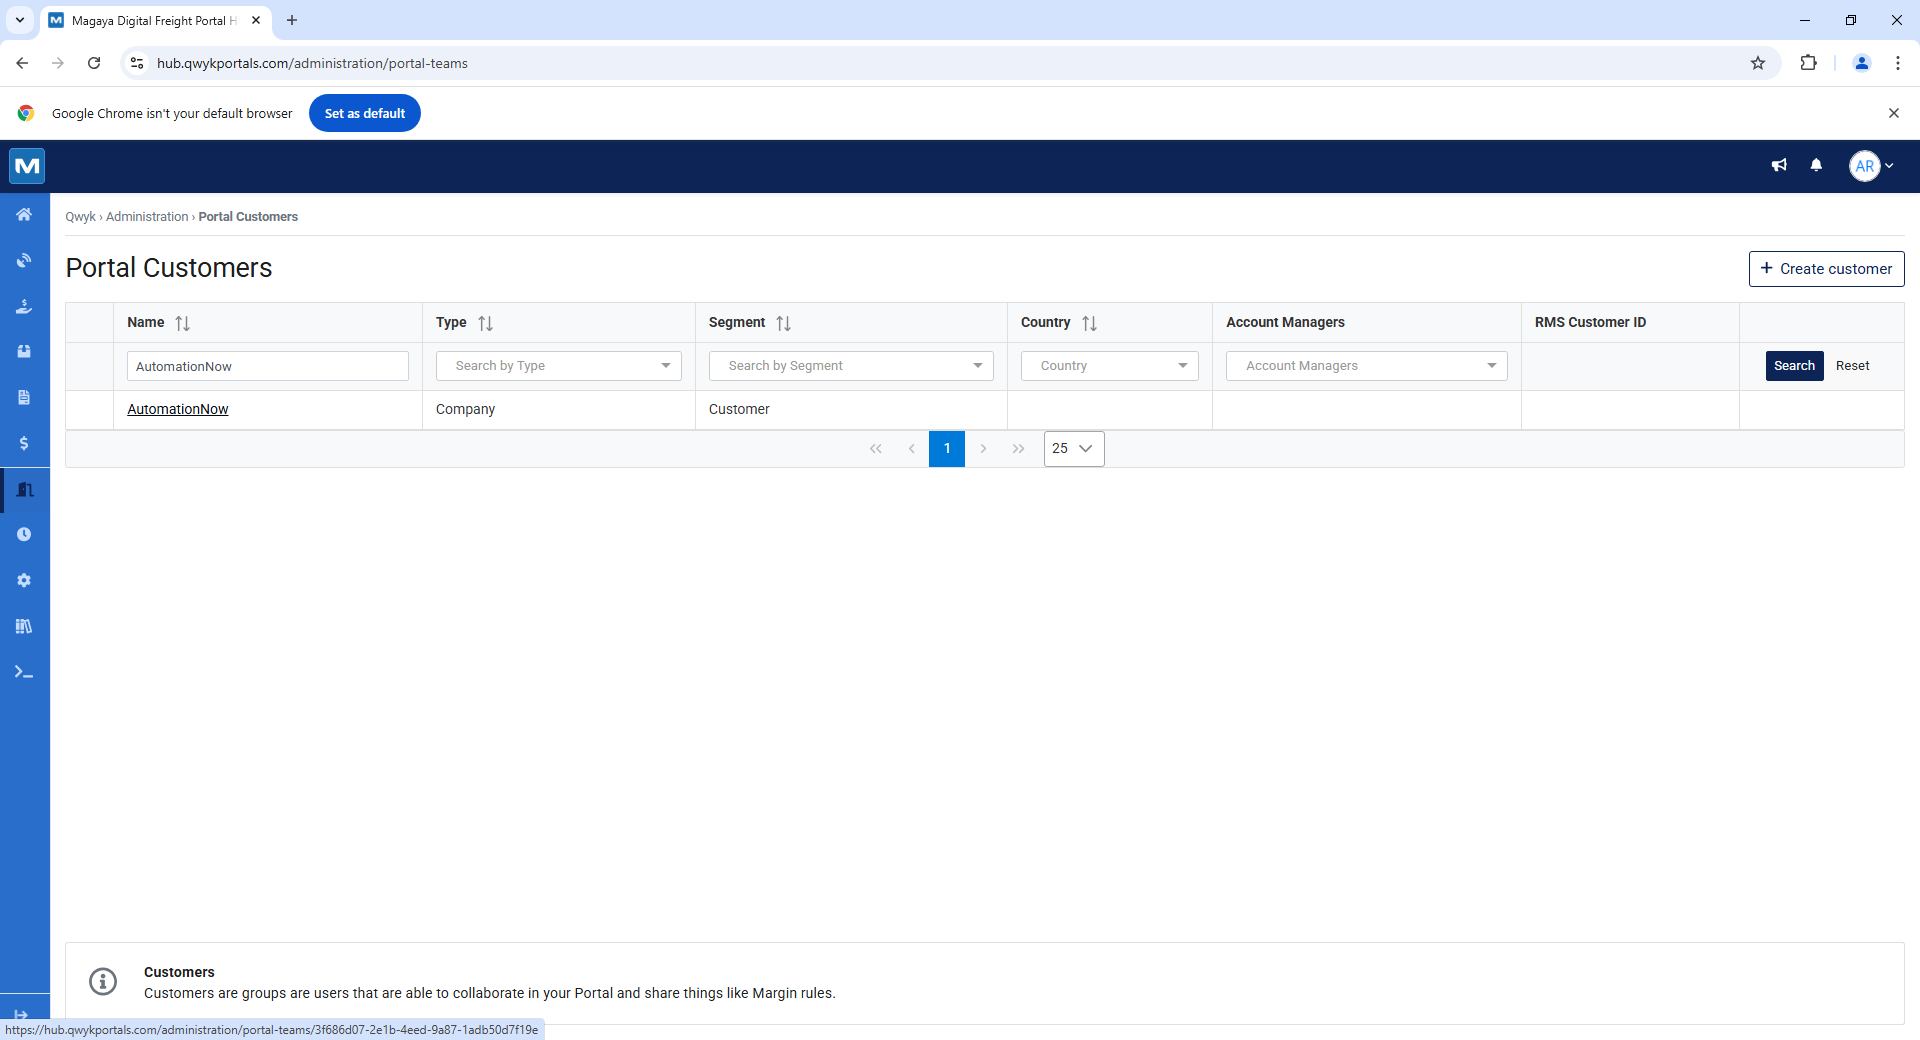 Magaya Digital Freight Portal H
hub.qwykportals.com/administration/portal-teams
Google Chrome isn't your default browser
Set as default
M
AR
Qwyk › Administration › Portal Customers
Portal Customers
+ Create customer
Name Type Segment Country Account Managers RMS Customer ID
AutomationNow Search by Type Search by Segment Country Account Managers Search Reset
AutomationNow Company Customer
1 25
Customers
Customers are groups are users that are able to collaborate in your Portal and share things like Margin rules.
https://hub.qwykportals.com/administration/portal-teams/3f686d07-2e1b-4eed-9a87-1adb50d7f19e